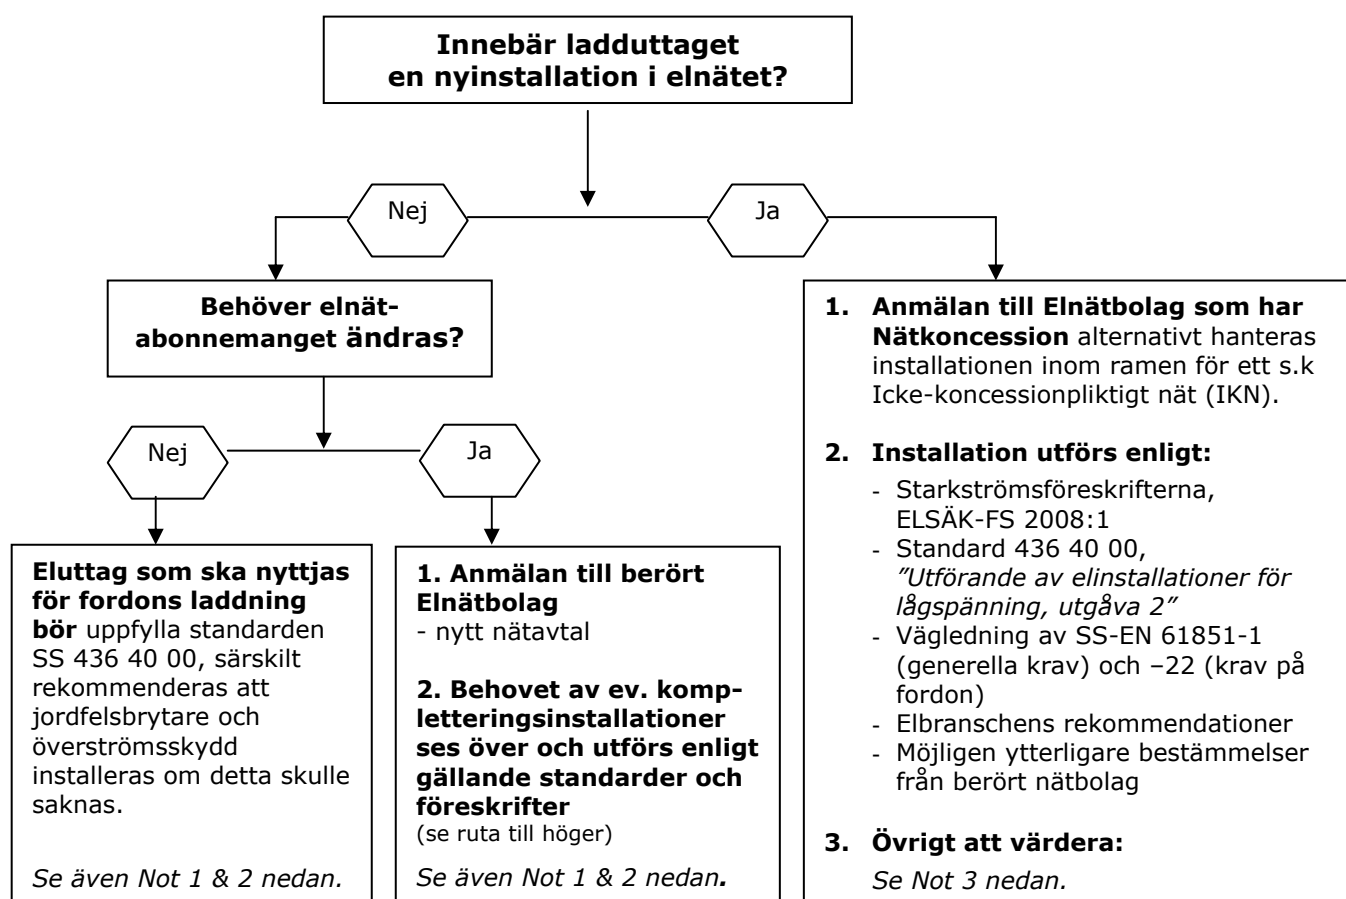 Innebär ladduttaget
en nyinstallation i elnätet?
Nej
Ja
Behöver elnät-
abonnemanget ändras?
Nej
Ja
Eluttag som ska nyttjas
för fordons laddning
bör uppfylla standarden
SS 436 40 00, särskilt
rekommenderas att
jordfelsbrytare och
överströmsskydd
installeras om detta skulle
saknas.
Se även Not 1 & 2 nedan.
1. Anmälan till berört
Elnätbolag
- nytt nätavtal
2. Behovet av ev. komp-
letteringsinstallationer
ses över och utförs enligt
gällande standarder och
föreskrifter
(se ruta till höger)
Se även Not 1 & 2 nedan.
1. Anmälan till Elnätbolag som har
Nätkoncession alternativt hanteras
installationen inom ramen för ett s.k
Icke-koncessionpliktigt nät (IKN).
2. Installation utförs enligt:
- Starkströmsföreskrifterna,
ELSÄK-FS 2008:1
- Standard 436 40 00,
”Utförande av elinstallationer för
lågspänning, utgåva 2”
- Vägledning av SS-EN 61851-1
(generella krav) och –22 (krav på
fordon)
- Elbranschens rekommendationer
- Möjligen ytterligare bestämmelser
från berört nätbolag
3. Övrigt att värdera:
Se Not 3 nedan.